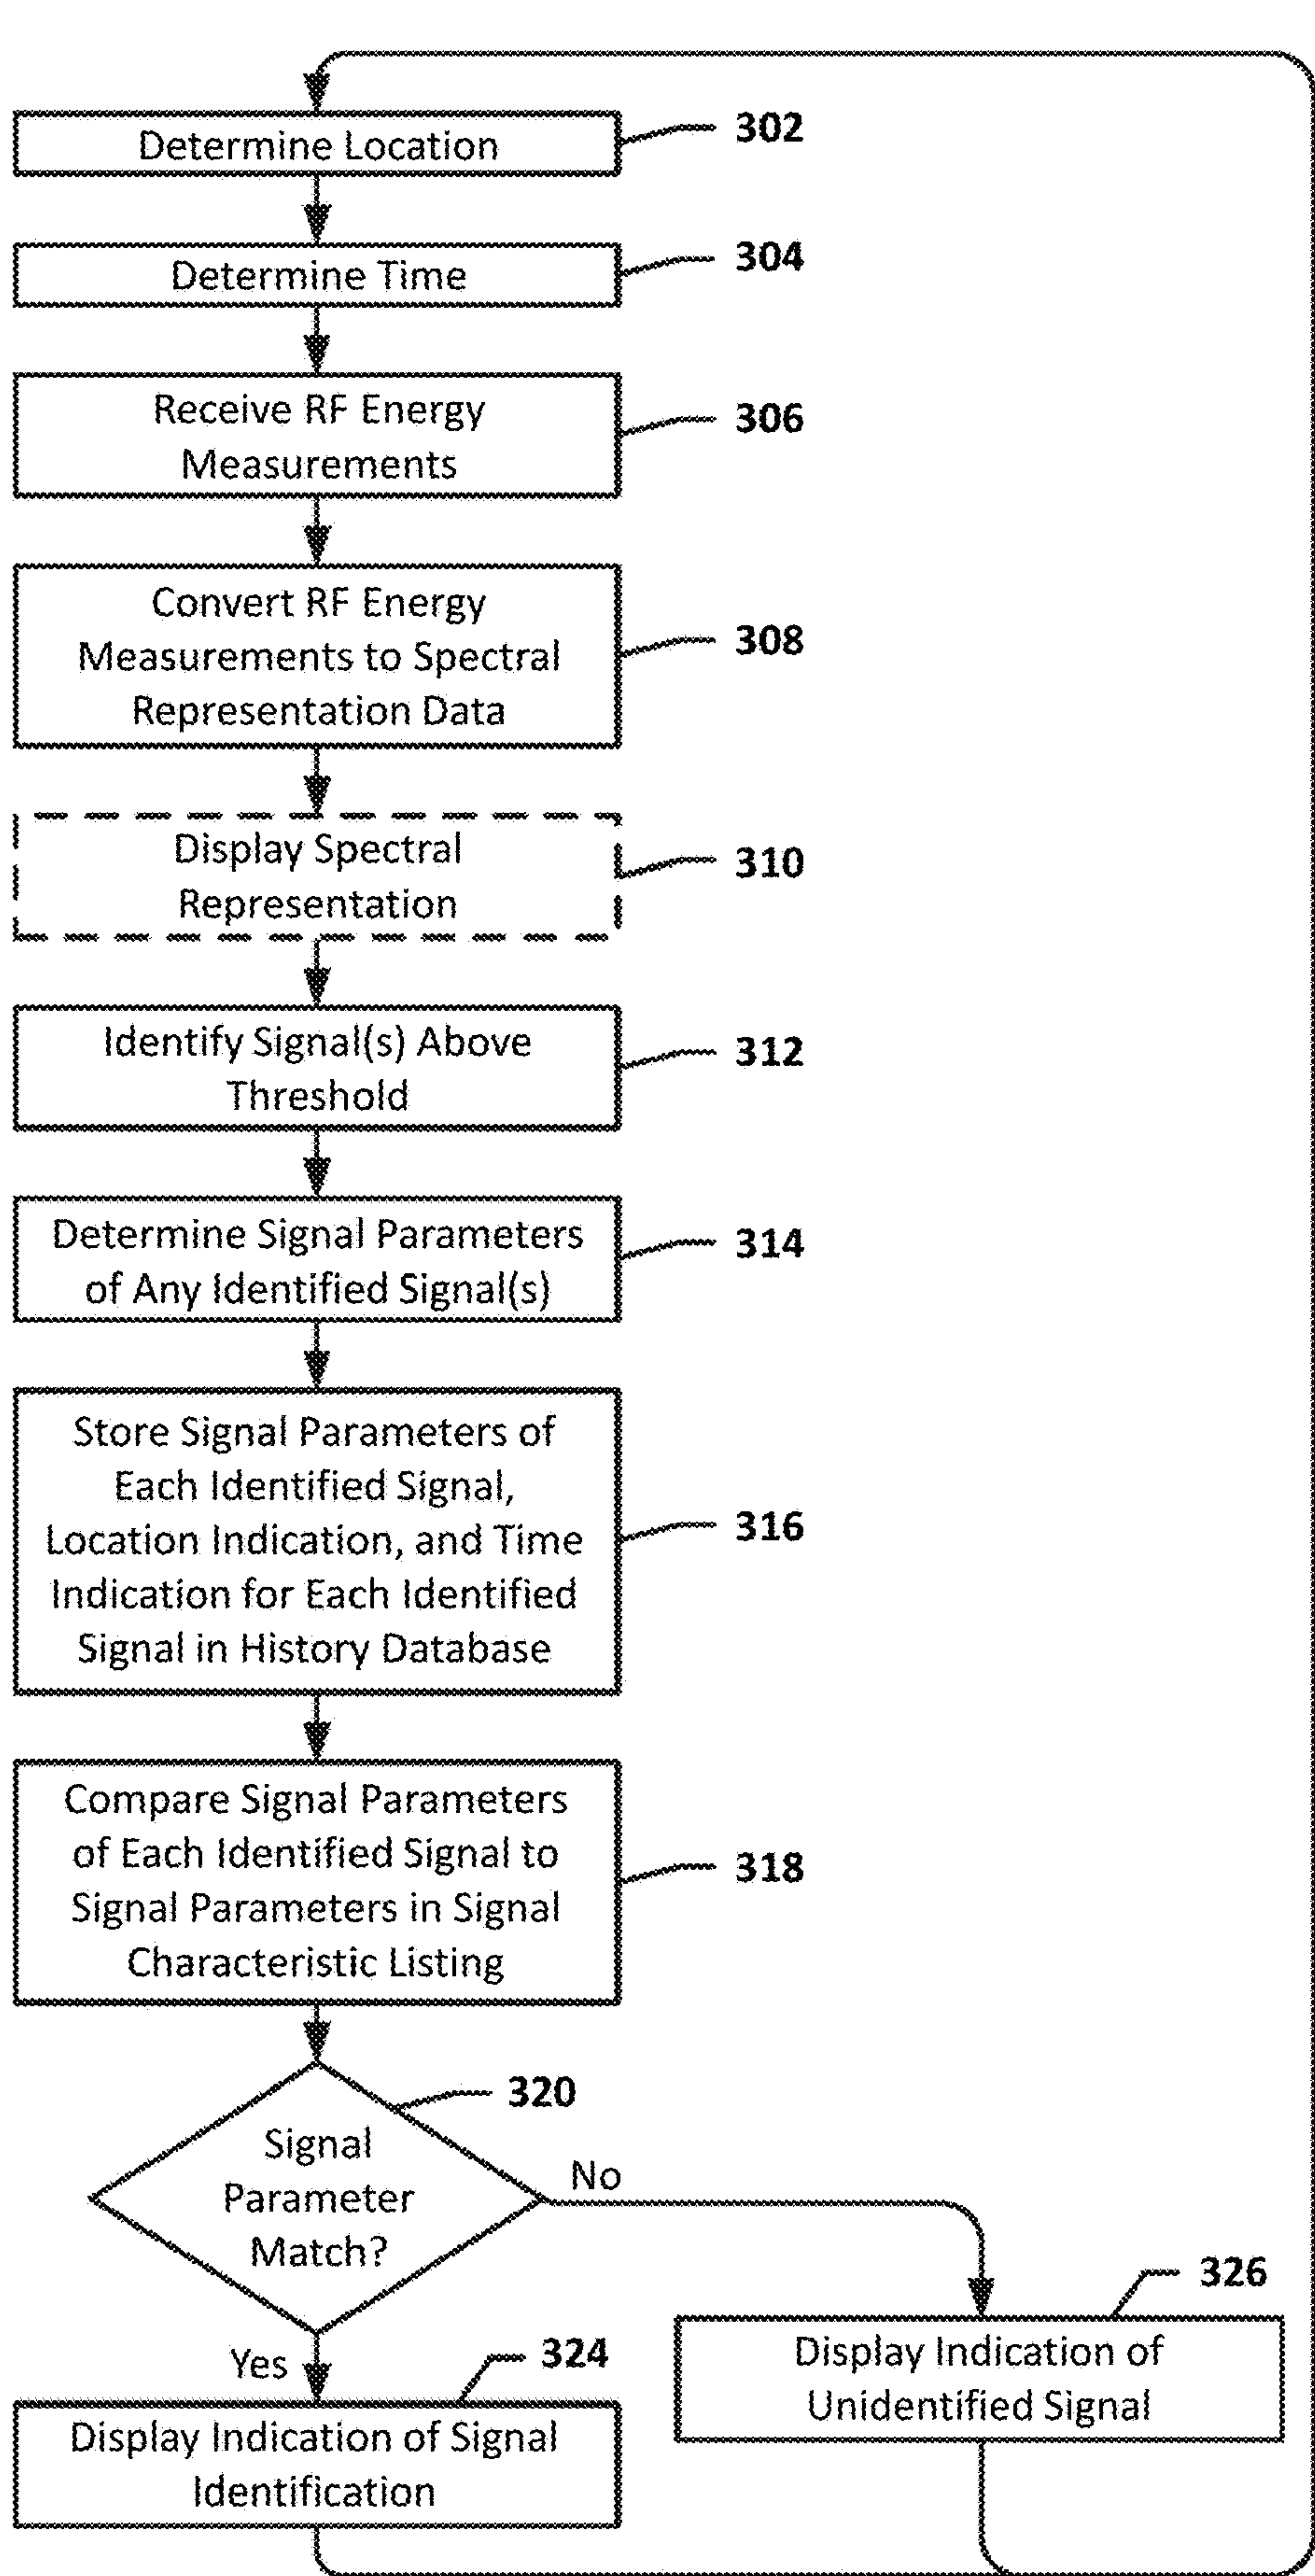 Determine Location
302
Determine Time
304
Receive RF Energy
Measurements
306
Convert RF Energy
Measurements to Spectral
Representation Data
308
Display Spectral
Representation
310
Identify Signal(s) Above
Threshold
312
Determine Signal Parameters
of Any Identified Signal(s)
314
Store Signal Parameters of
Each Identified Signal,
Location Indication, and Time
Indication for Each Identified
Signal in History Database
316
Compare Signal Parameters
of Each Identified Signal to
Signal Parameters in Signal
Characteristic Listing
318
320
Signal
Parameter
Match?
No
Yes
324
Display Indication of Signal
Identification
326
Display Indication of
Unidentified Signal